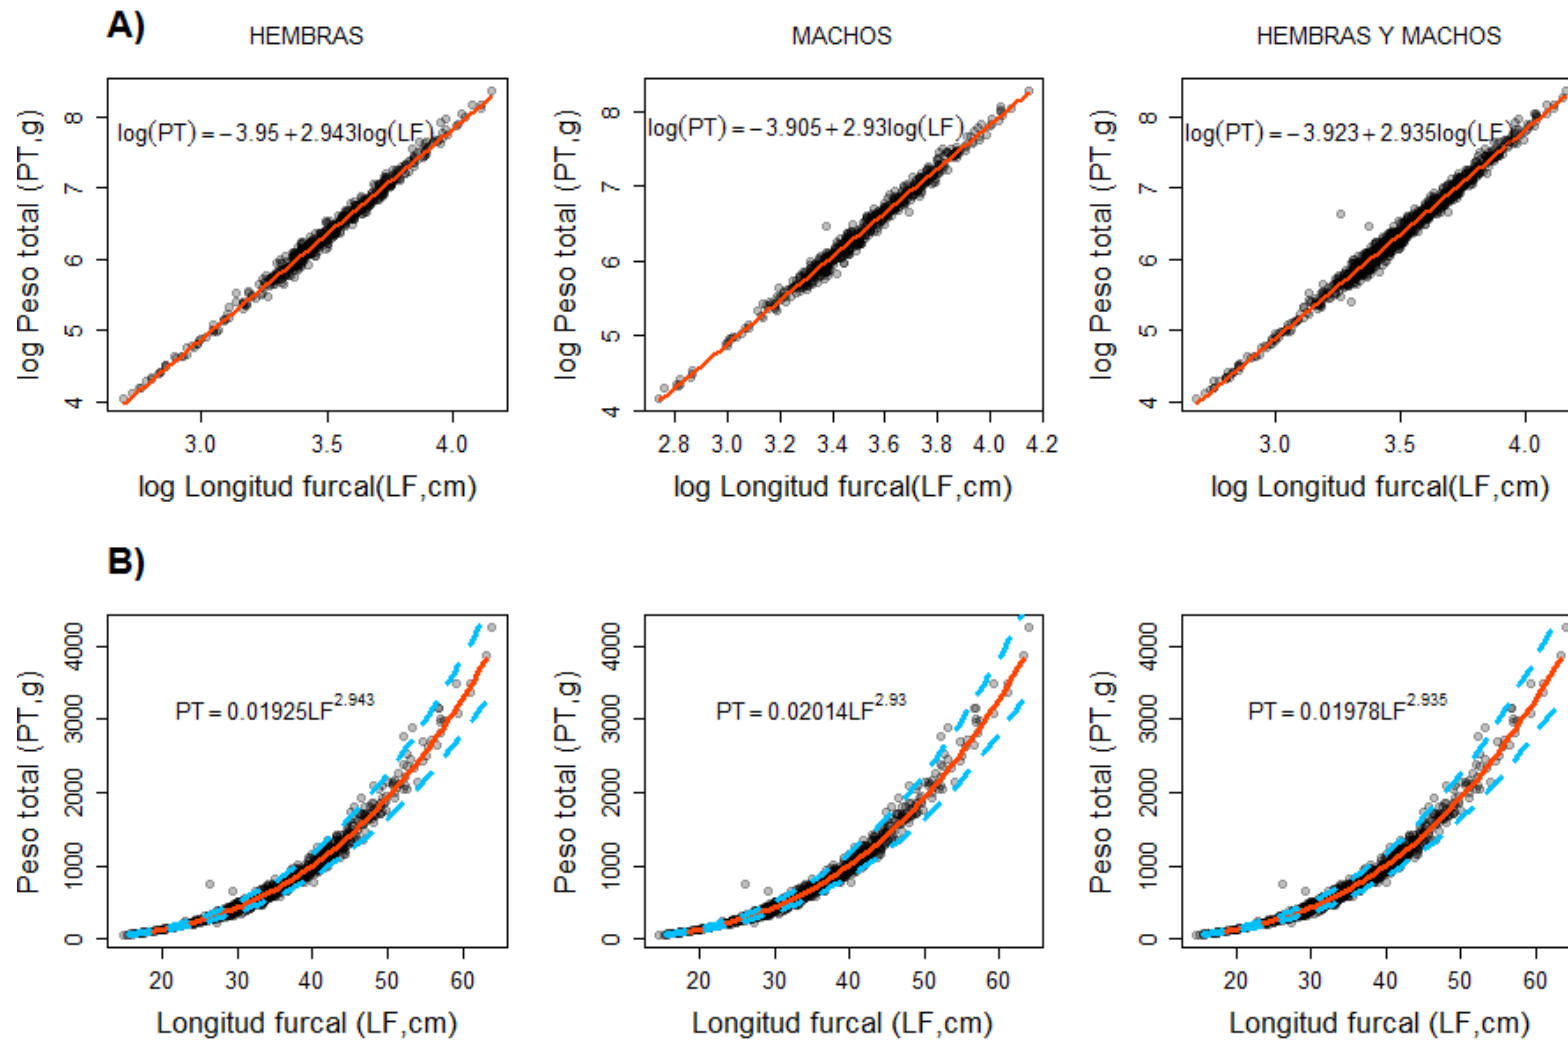 A)
HEMBRAS
log(PT) = −3.95 + 2.943log(LF)
log Peso total (PT,g)
8
7
6
5
4
3.0 3.5 4.0
log Longitud furcal(LF,cm)
MACHOS
log(PT) = −3.905 + 2.93log(LF)
log Peso total (PT,g)
8
7
6
5
4
2.8 3.0 3.2 3.4 3.6 3.8 4.0 4.2
log Longitud furcal(LF,cm)
HEMBRAS Y MACHOS
log(PT) = −3.923 + 2.935log(LF)
log Peso total (PT,g)
8
7
6
5
4
3.0 3.5 4.0
log Longitud furcal(LF,cm)
B)
PT = 0.01925LF^2.943
Peso total (PT,g)
4000
3000
2000
1000
0
20 30 40 50 60
Longitud furcal (LF,cm)
PT = 0.02014LF^2.93
Peso total (PT,g)
4000
3000
2000
1000
0
20 30 40 50 60
Longitud furcal (LF,cm)
PT = 0.01978LF^2.935
Peso total (PT,g)
4000
3000
2000
1000
0
20 30 40 50 60
Longitud furcal (LF,cm)